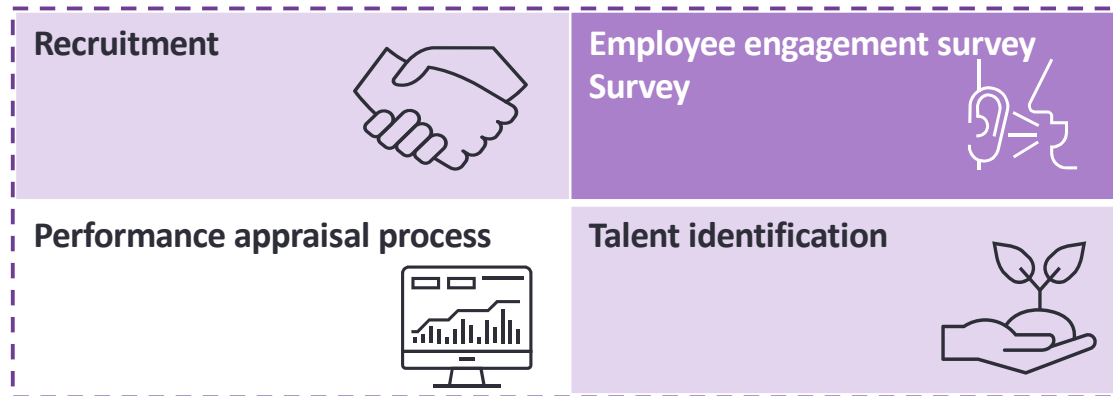 Recruitment
Employee engagement survey
Survey
Performance appraisal process
Talent identification